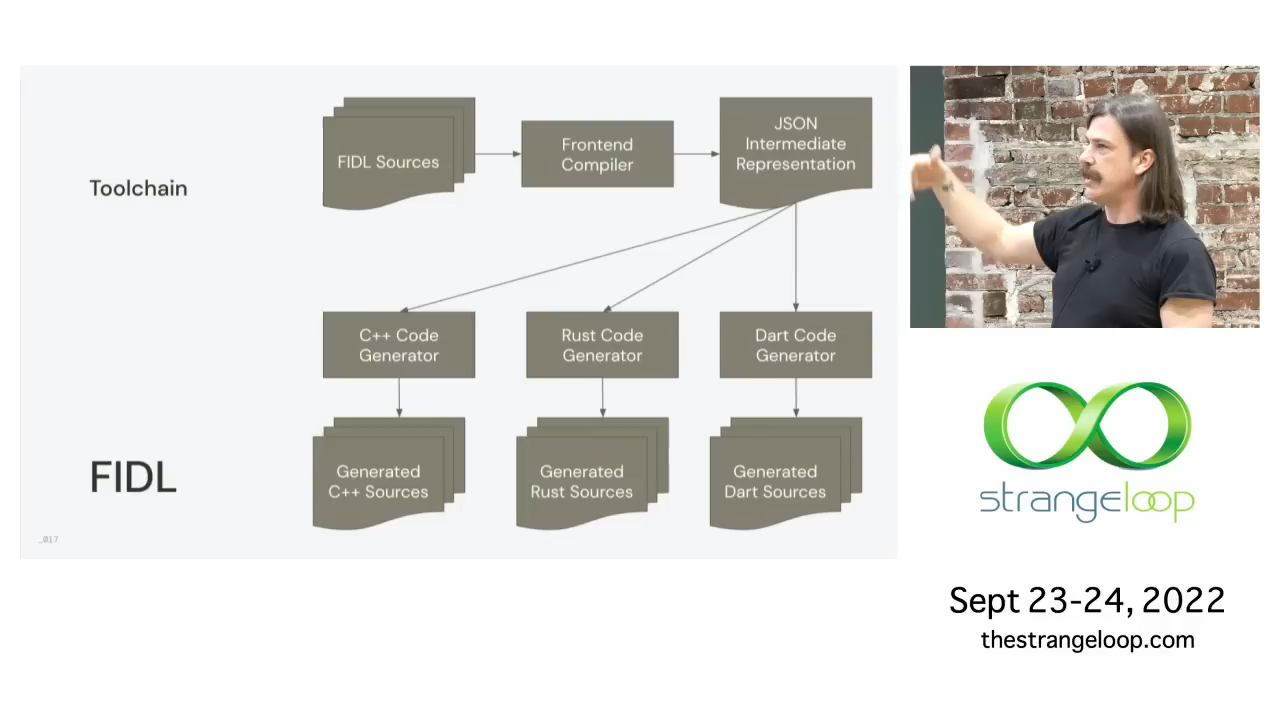 Toolchain
FIDL Sources
Frontend
Compiler
JSON
Intermediate
Representation
C++ Code
Generator
Rust Code
Generator
Dart Code
Generator
Generated
C++ Sources
Generated
Rust Sources
Generated
Dart Sources
FIDL
_017
strangeloop
Sept 23-24, 2022
thestrangeloop.com